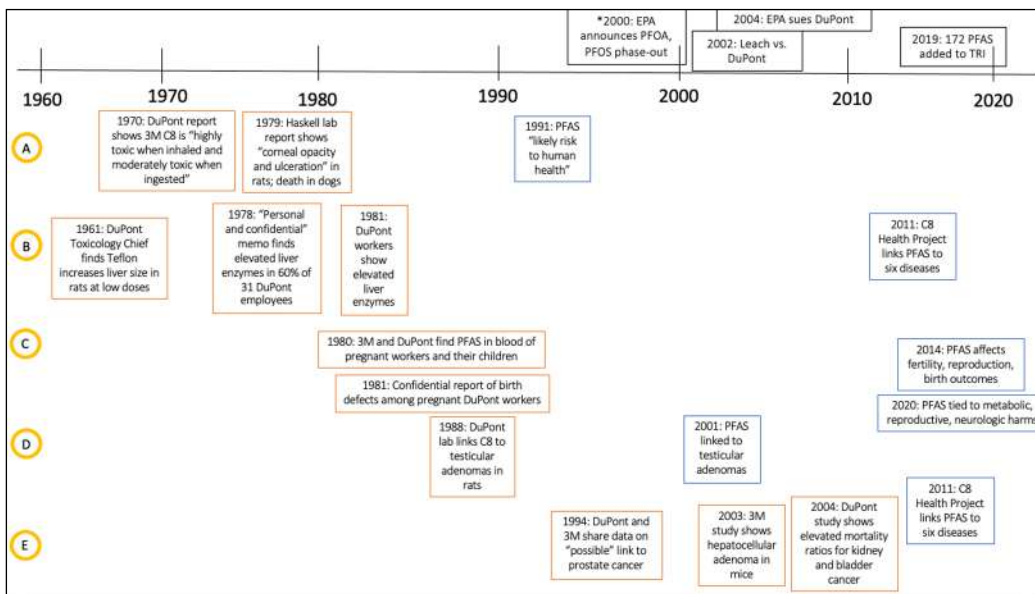 *2000: EPA
announces PFOA,
PFOS phase-out
2004: EPA sues DuPont
2002: Leach vs.
DuPont
2019: 172 PFAS
added to TRI
1960
1970
1980
1990
2000
2010
2020
A
1970: DuPont report
shows 3M C8 is “highly
toxic when inhaled and
moderately toxic when
ingested”
1979: Haskell lab
report shows
“corneal opacity
and ulceration” in
rats; death in dogs
1991: PFAS
“likely risk to
human
health”
B
1961: DuPont
Toxicology Chief
finds Teflon
increases liver size in
rats at low doses
1978: “Personal
and confidential”
memo finds
elevated liver
enzymes in 60% of
31 DuPont
employees
1981:
DuPont
workers
show
elevated
liver
enzymes
2011: C8
Health Project
links PFAS to
six diseases
C
1980: 3M and DuPont find PFAS in blood of
pregnant workers and their children
2014: PFAS affects
fertility, reproduction,
birth outcomes
1981: Confidential report of birth
defects among pregnant DuPont workers
2020: PFAS tied to metabolic,
reproductive, neurologic harms
D
1988: DuPont
lab links C8 to
testicular
adenomas in
rats
2001: PFAS
linked to
testicular
adenomas
E
1994: DuPont and
3M share data on
“possible” link to
prostate cancer
2003: 3M
study shows
hepatocellular
adenoma in
mice
2004: DuPont
study shows
elevated mortality
ratios for kidney
and bladder
cancer
2011: C8
Health Project
links PFAS to
six diseases